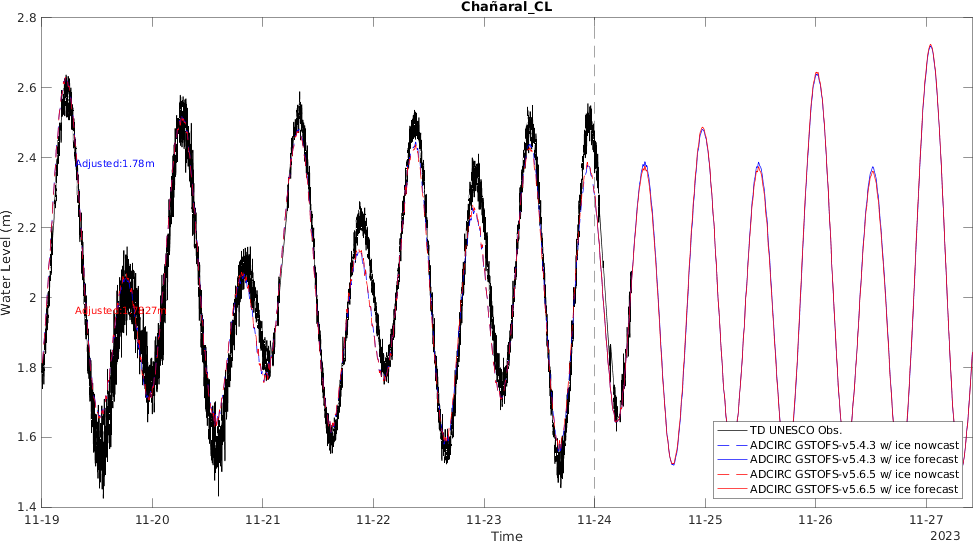 Chañaral_CL
2.8
2.6
2.4
2.2
2
1.8
1.6
1.4
Water Level (m)
Adjusted:1.78m
TD UNESCO Obs.
ADCIRC GSTOFS-v5.4.3 w/ ice nowcast
ADCIRC GSTOFS-v5.4.3 w/ ice forecast
ADCIRC GSTOFS-v5.6.5 w/ ice nowcast
ADCIRC GSTOFS-v5.6.5 w/ ice forecast
11-19
11-20
11-21
11-22
11-23
11-24
11-25
11-26
11-27
Time
2023